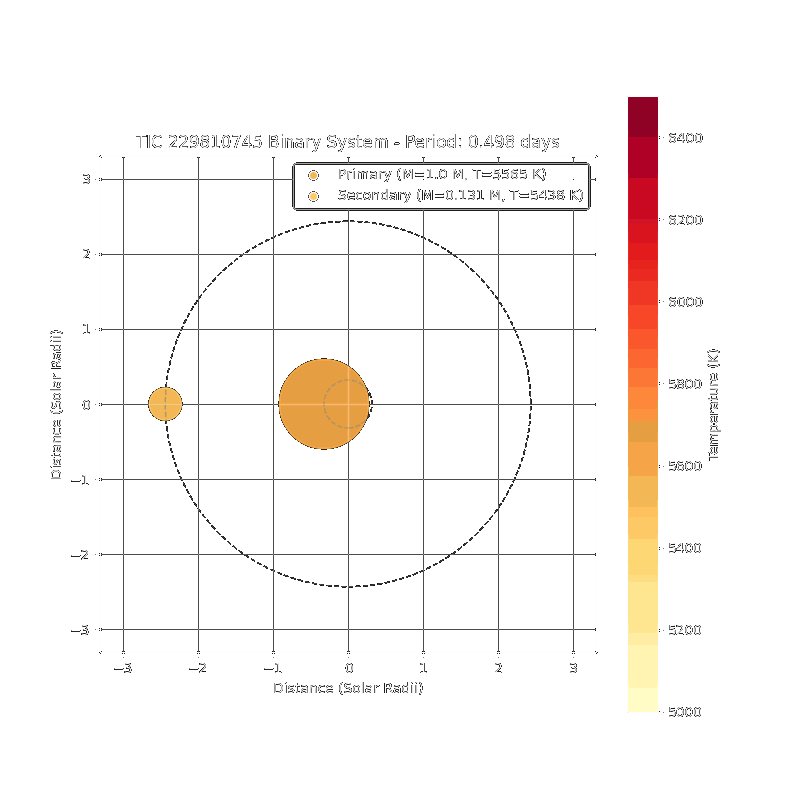 TIC 229810745 Binary System - Period: 0.498 days
Primary (M=1.0 M, T=5565 K)
Secondary (M=0.131 M, T=5438 K)
3
2
1
0
−1
−2
−3
Distance (Solar Radii)
−3 −2 −1 0 1 2 3
Distance (Solar Radii)
6400
6200
6000
5800
5600
5400
5200
5000
Temperature (K)